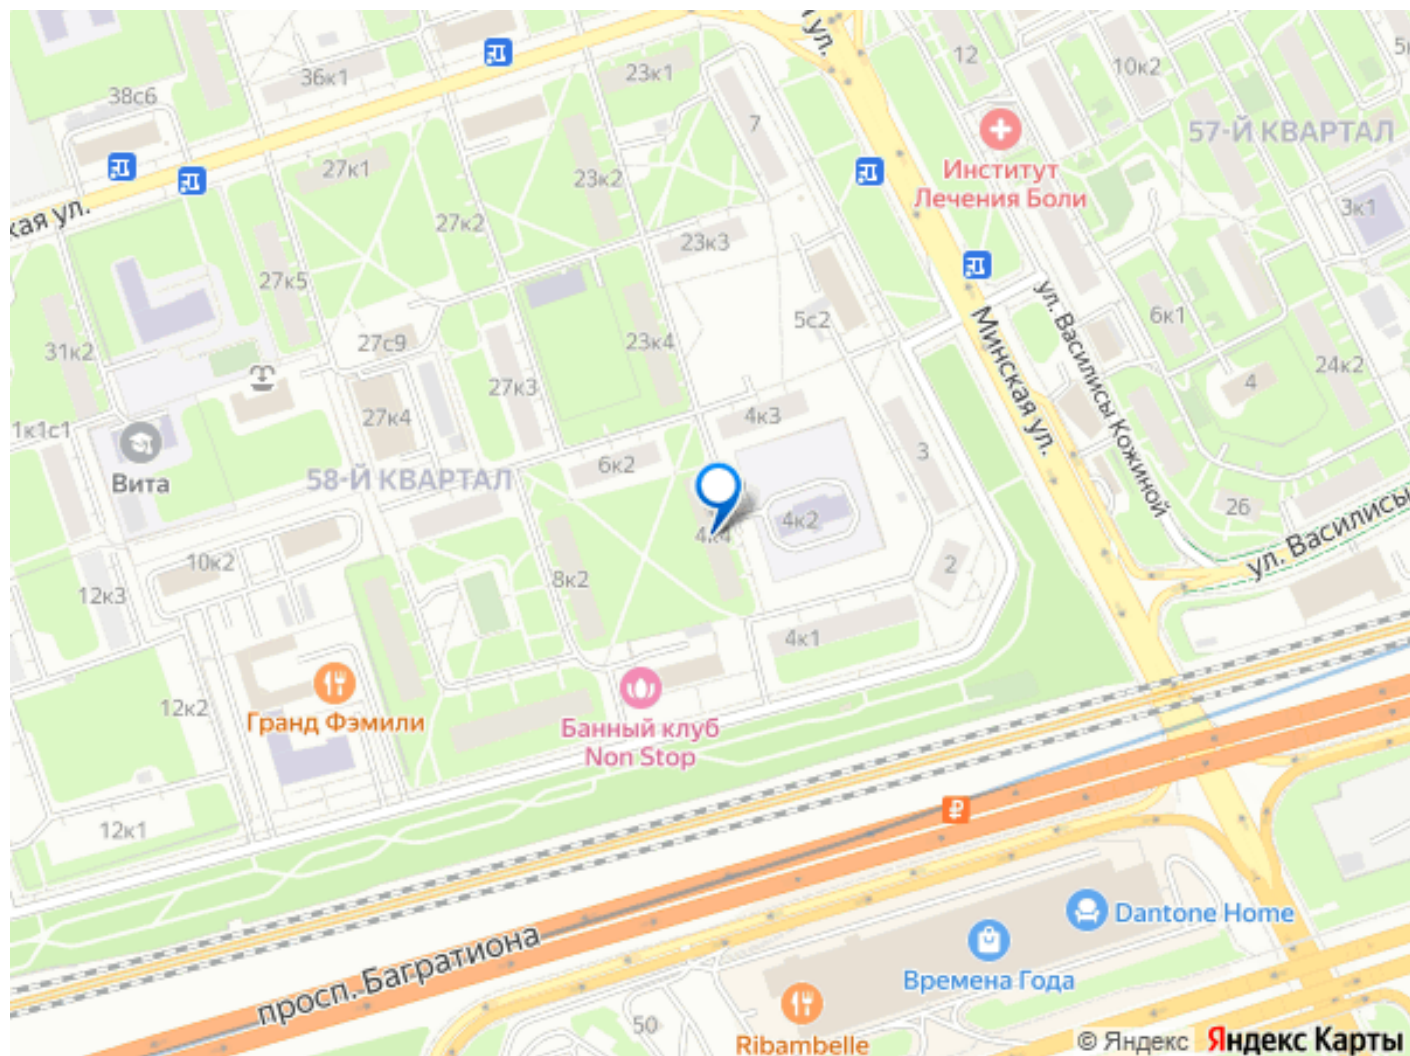 ул.
12
10к2
23к1
36к1
38с6
7
57-Й КВАРТАЛ
Институт
Лечения Боли
27к1
23к2
3к1
кая ул.
27к2
23к3
27к5
5с2
6к1
ул. Василисы Кожиной
Минская ул.
31к2
27с9
23к4
24к2
27к3
4
1к1с1
27к4
4к3
3
Вита
58-Й КВАРТАЛ
6к2
26
4к2
4к4
ул. Василисы
10к2
2
12к3
8к2
4к1
12к2
Гранд Фэмили
Банный клуб
Non Stop
12к1
просп. Багратиона
Dantone Home
Времена Года
50
Ribambelle
© Яндекс Яндекс Карты